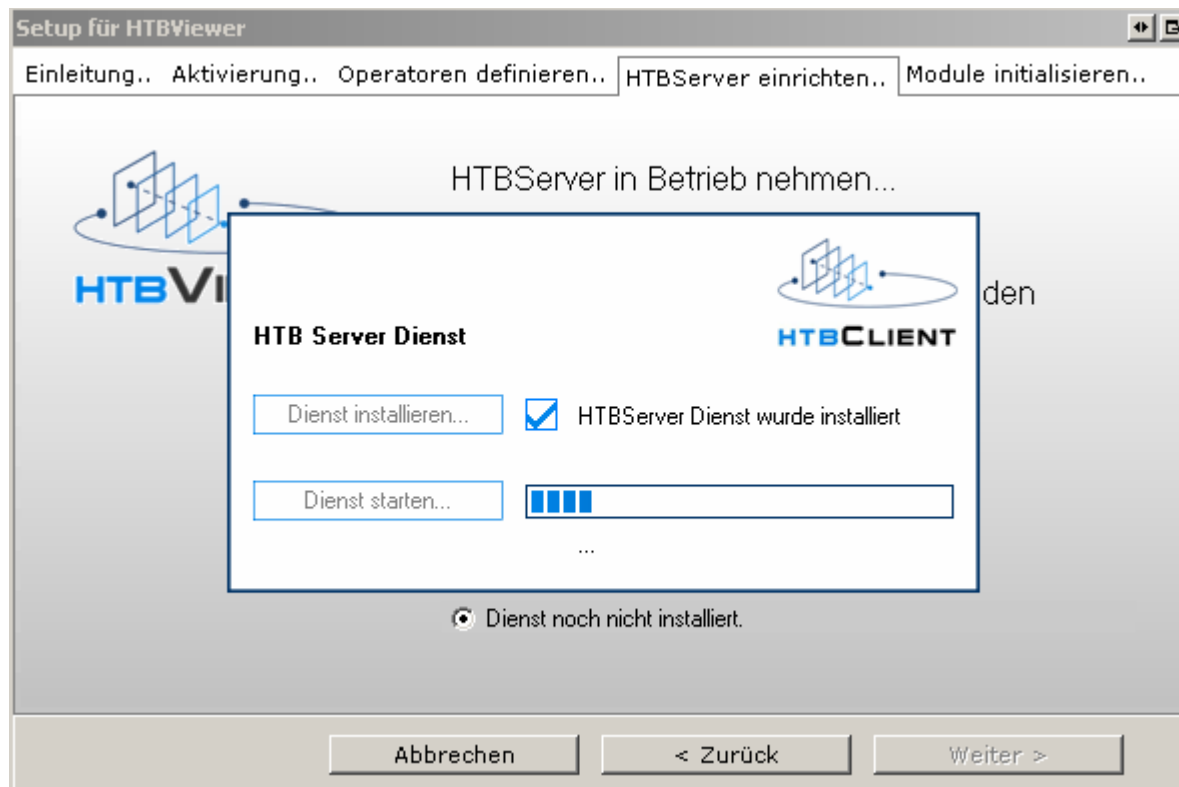 Setup für HTBViewer
Einleitung.. Aktivierung.. Operatoren definieren.. HTBServer einrichten.. Module initialisieren..
HTBServer in Betrieb nehmen...
HTBVI
den
HTBCLIENT
HTB Server Dienst
Dienst installieren... HTBServer Dienst wurde installiert
Dienst starten...
...
Dienst noch nicht installiert.
Abbrechen < Zurück Weiter >